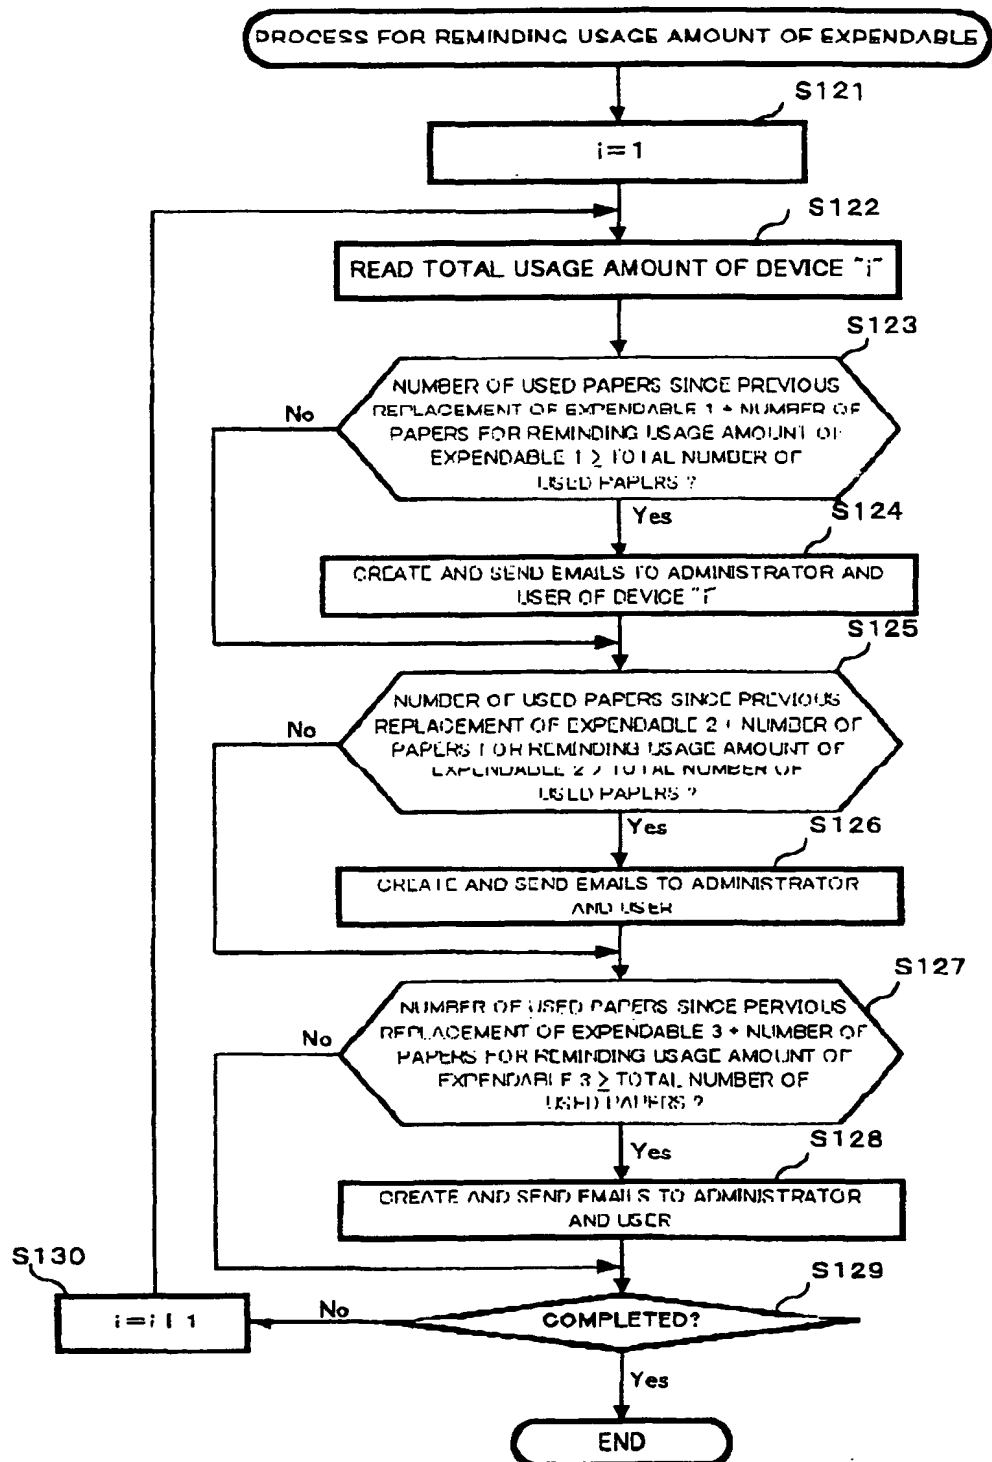 PROCESS FOR REMINDING USAGE AMOUNT OF EXPENDABLE
S121
i=1
S122
READ TOTAL USAGE AMOUNT OF DEVICE "i"
S123
NUMBER OF USED PAPERS SINCE PREVIOUS
No
REPLACEMENT OF EXPENDABLE 1 + NUMBER OF
PAPERS FOR REMINDING USAGE AMOUNT OF
EXPENDABLE 1 ≥ TOTAL NUMBER OF
USED PAPERS ?
Yes
S124
CREATE AND SEND EMAILS TO ADMINISTRATOR AND
USER OF DEVICE "i"
S125
NUMBER OF USED PAPERS SINCE PREVIOUS
No
REPLACEMENT OF EXPENDABLE 2 + NUMBER OF
PAPERS FOR REMINDING USAGE AMOUNT OF
EXPENDABLE 2 > TOTAL NUMBER OF
USED PAPERS ?
Yes
S126
CREATE AND SEND EMAILS TO ADMINISTRATOR
AND USER
S127
NUMBER OF USED PAPERS SINCE PERVIOUS
No
REPLACEMENT OF EXPENDABLE 3 + NUMBER OF
PAPERS FOR REMINDING USAGE AMOUNT OF
EXPENDABLE 3 ≥ TOTAL NUMBER OF
USED PAPERS ?
Yes
S128
CREATE AND SEND EMAILS TO ADMINISTRATOR
AND USER
S130
S129
i=i+1
No
COMPLETED?
Yes
END